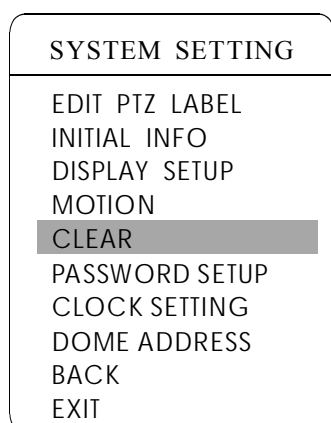 SYSTEM SETTING
EDIT PTZ LABEL
INITIAL INFO
DISPLAY SETUP
MOTION
CLEAR
PASSWORD SETUP
CLOCK SETTING
DOME ADDRESS
BACK
EXIT